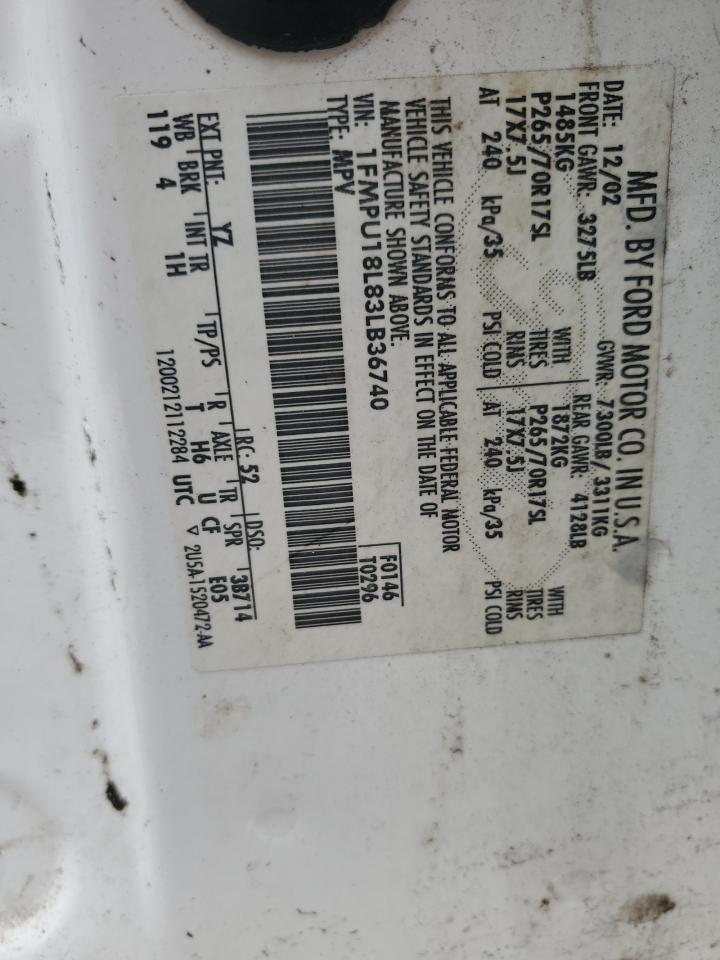 MFD. BY FORD MOTOR CO. IN U.S.A.
DATE: 12/02 GVWR: 7300LB/ 3311KG
FRONT GAWR: 3275LB REAR GAWR: 4128LB
1485KG WITH 1872KG WITH
P265/70R17SL TIRES P265/70R17SL TIRES
17X7.5J RIMS 17X7.5J RIMS
AT 240 kPa/35 PSI COLD AT 240 kPa/35 PSI COLD
THIS VEHICLE CONFORMS TO ALL APPLICABLE FEDERAL MOTOR
VEHICLE SAFETY STANDARDS IN EFFECT ON THE DATE OF
MANUFACTURE SHOWN ABOVE.
VIN: 1FMPU18L83LB36740 F0146
TYPE: MPV T0296
EXT PNT: YZ RC: 52 DSO:
WB BRK INT TR TP/PS R AXLE TR SPR 3B714
119 4 1H T H6 U CF E05
1200212112284 UTC ▽ 2U5A-1520472-AA